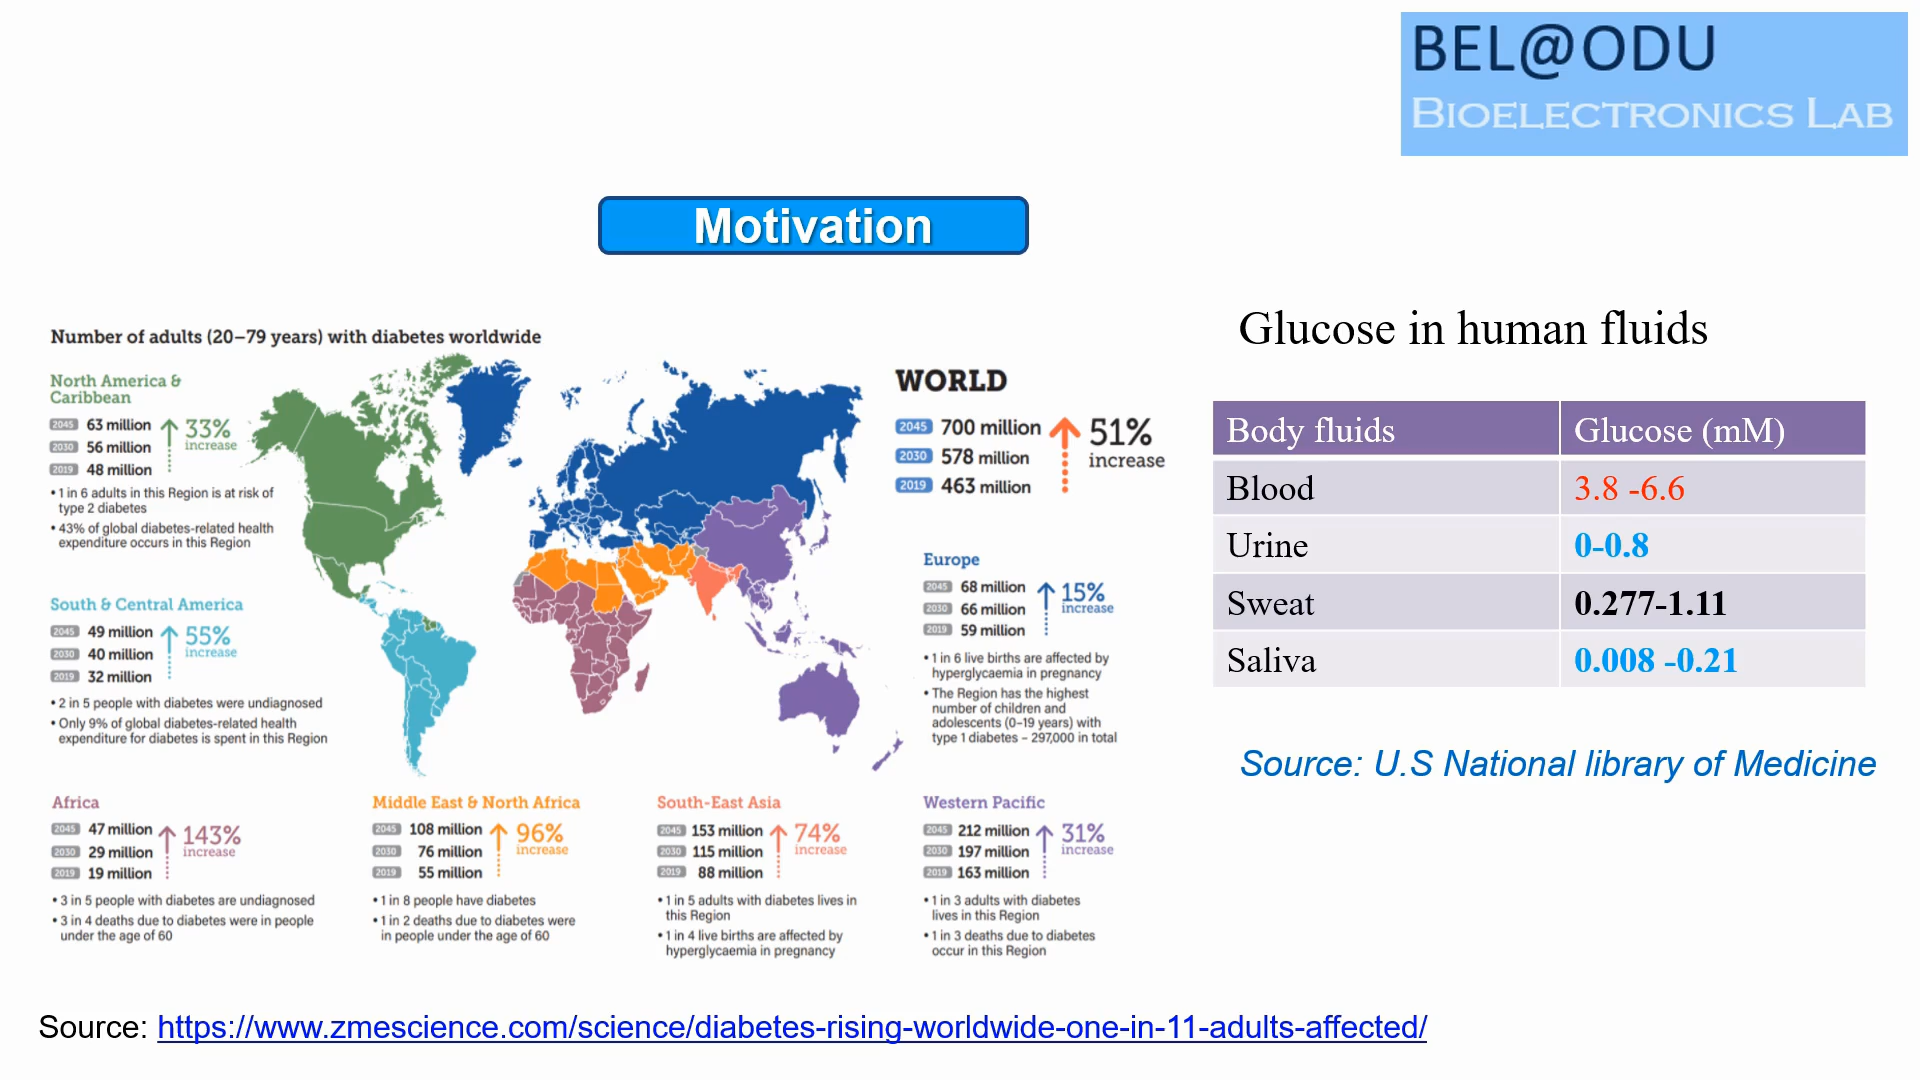 BEL@ODU
BIOELECTRONICS LAB
Motivation
Number of adults (20–79 years) with diabetes worldwide
North America &
Caribbean
2045 63 million
2030 56 million
2019 48 million
33%
increase
• 1 in 6 adults in this Region is at risk of
type 2 diabetes
• 43% of global diabetes-related health
expenditure occurs in this Region
South & Central America
2045 49 million
2030 40 million
2019 32 million
55%
increase
• 2 in 5 people with diabetes were undiagnosed
• Only 9% of global diabetes-related health
expenditure for diabetes is spent in this Region
WORLD
2045 700 million
2030 578 million
2019 463 million
51%
increase
Europe
2045 68 million
2030 66 million
2019 59 million
15%
increase
• 1 in 6 live births are affected by
hyperglycaemia in pregnancy
• The Region has the highest
number of children and
adolescents (0–19 years) with
type 1 diabetes – 297,000 in total
Africa
2045 47 million
2030 29 million
2019 19 million
143%
increase
• 3 in 5 people with diabetes are undiagnosed
• 3 in 4 deaths due to diabetes were in people
under the age of 60
Middle East & North Africa
2045 108 million
2030 76 million
2019 55 million
96%
increase
• 1 in 8 people have diabetes
• 1 in 2 deaths due to diabetes were
in people under the age of 60
South-East Asia
2045 153 million
2030 115 million
2019 88 million
74%
increase
• 1 in 5 adults with diabetes lives in
this Region
• 1 in 4 live births are affected by
hyperglycaemia in pregnancy
Western Pacific
2045 212 million
2030 197 million
2019 163 million
31%
increase
• 1 in 3 adults with diabetes
lives in this Region
• 1 in 3 deaths due to diabetes
occur in this Region
Glucose in human fluids
Body fluids Glucose (mM)
Blood 3.8 -6.6
Urine 0-0.8
Sweat 0.277-1.11
Saliva 0.008 -0.21
Source: U.S National library of Medicine
Source: https://www.zmescience.com/science/diabetes-rising-worldwide-one-in-11-adults-affected/